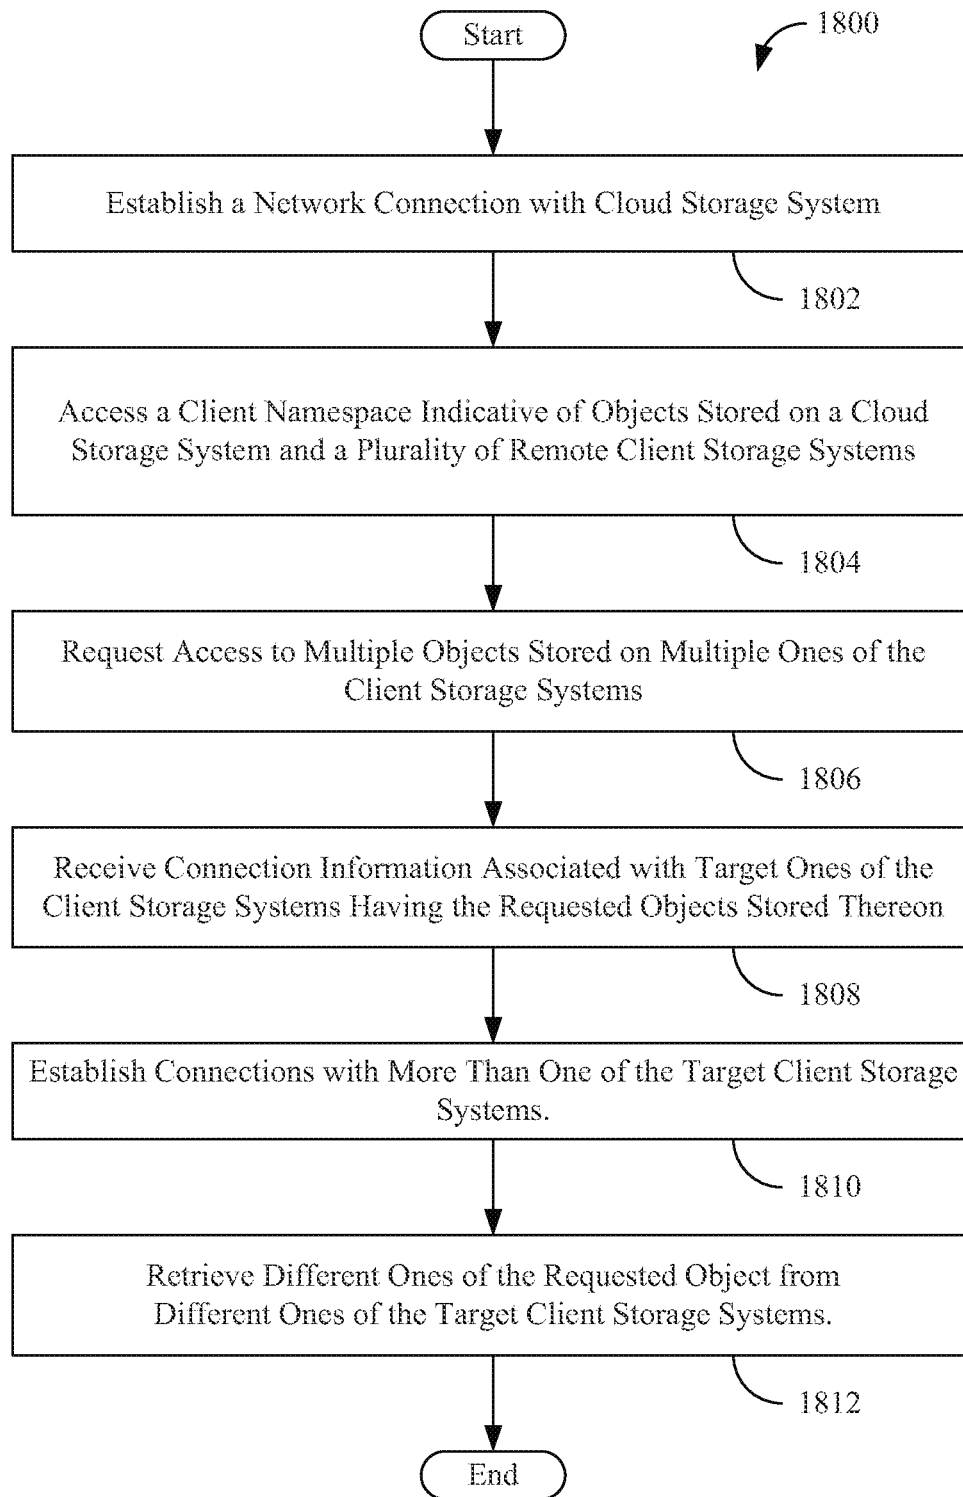 Start
1800
Establish a Network Connection with Cloud Storage System
1802
Access a Client Namespace Indicative of Objects Stored on a Cloud
Storage System and a Plurality of Remote Client Storage Systems
1804
Request Access to Multiple Objects Stored on Multiple Ones of the
Client Storage Systems
1806
Receive Connection Information Associated with Target Ones of the
Client Storage Systems Having the Requested Objects Stored Thereon
1808
Establish Connections with More Than One of the Target Client Storage
Systems.
1810
Retrieve Different Ones of the Requested Object from
Different Ones of the Target Client Storage Systems.
1812
End